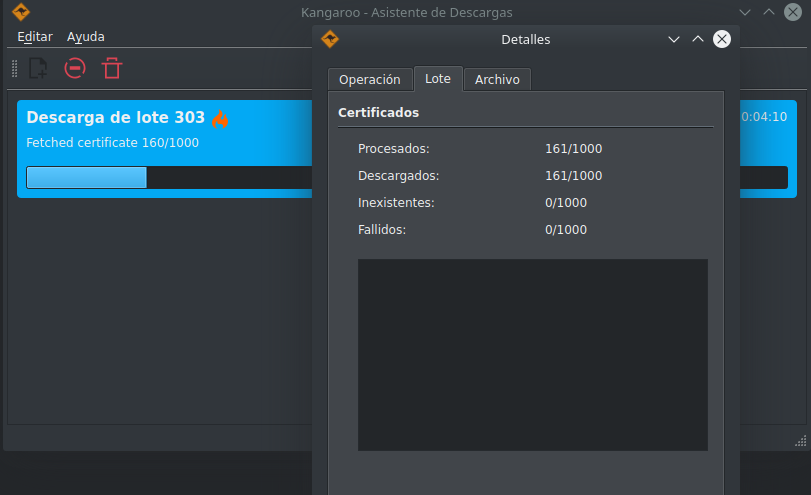 Kangaroo - Asistente de Descargas
Editar Ayuda
Descarga de lote 303
Fetched certificate 160/1000
0:04:10
Detalles
Operación Lote Archivo
Certificados
Procesados: 161/1000
Descargados: 161/1000
Inexistentes: 0/1000
Fallidos: 0/1000